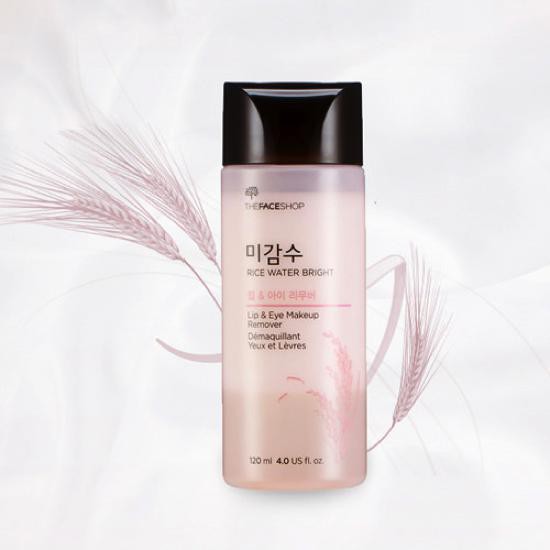 THEFACESHOP
미감수
RICE WATER BRIGHT
립 & 아이 리무버
Lip & Eye Makeup
Remover
Démaquillant
Yeux et Lèvres
120 ml 4.0 US fl. oz.